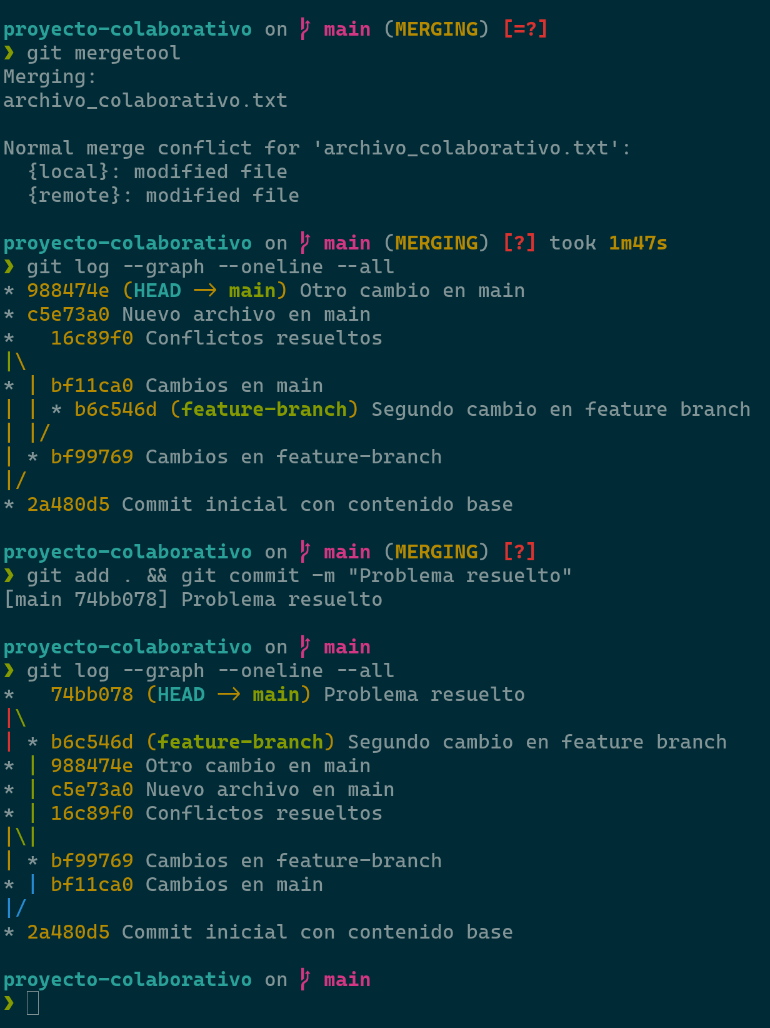 proyecto-colaborativo on  main (MERGING) [=?]
❯ git mergetool
Merging:
archivo_colaborativo.txt

Normal merge conflict for 'archivo_colaborativo.txt':
  {local}: modified file
  {remote}: modified file

proyecto-colaborativo on  main (MERGING) [?] took 1m47s
❯ git log --graph --oneline --all
* 988474e (HEAD -> main) Otro cambio en main
* c5e73a0 Nuevo archivo en main
*   16c89f0 Conflictos resueltos
|\
* | bf11ca0 Cambios en main
| | * b6c546d (feature-branch) Segundo cambio en feature branch
| |/
| * bf99769 Cambios en feature-branch
|/
* 2a480d5 Commit inicial con contenido base

proyecto-colaborativo on  main (MERGING) [?]
❯ git add . && git commit -m "Problema resuelto"
[main 74bb078] Problema resuelto

proyecto-colaborativo on  main
❯ git log --graph --oneline --all
*   74bb078 (HEAD -> main) Problema resuelto
|\
| * b6c546d (feature-branch) Segundo cambio en feature branch
* | 988474e Otro cambio en main
* | c5e73a0 Nuevo archivo en main
* | 16c89f0 Conflictos resueltos
|\|
| * bf99769 Cambios en feature-branch
* | bf11ca0 Cambios en main
|/
* 2a480d5 Commit inicial con contenido base

proyecto-colaborativo on  main
❯